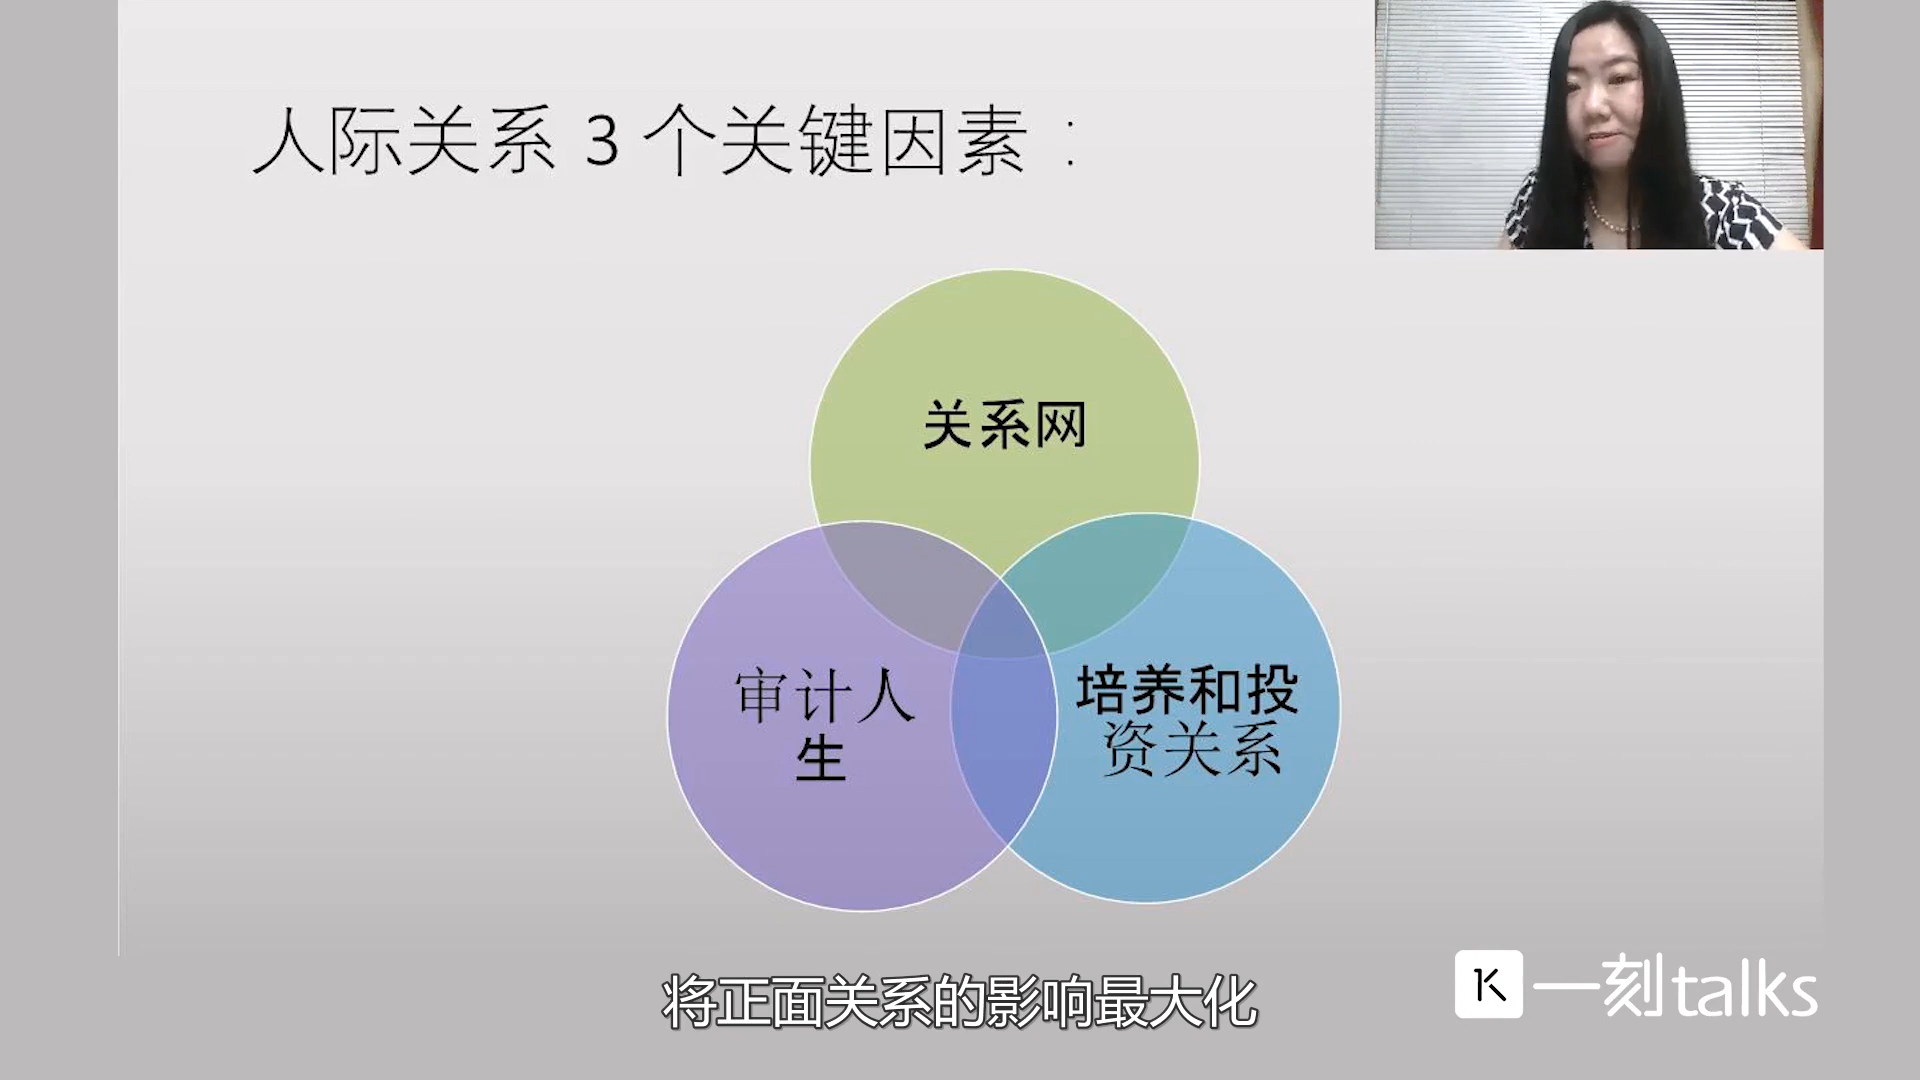 人际关系 3 个关键因素：
关系网
审计人
生
培养和投
资关系
将正面关系的影响最大化
K 一刻talks